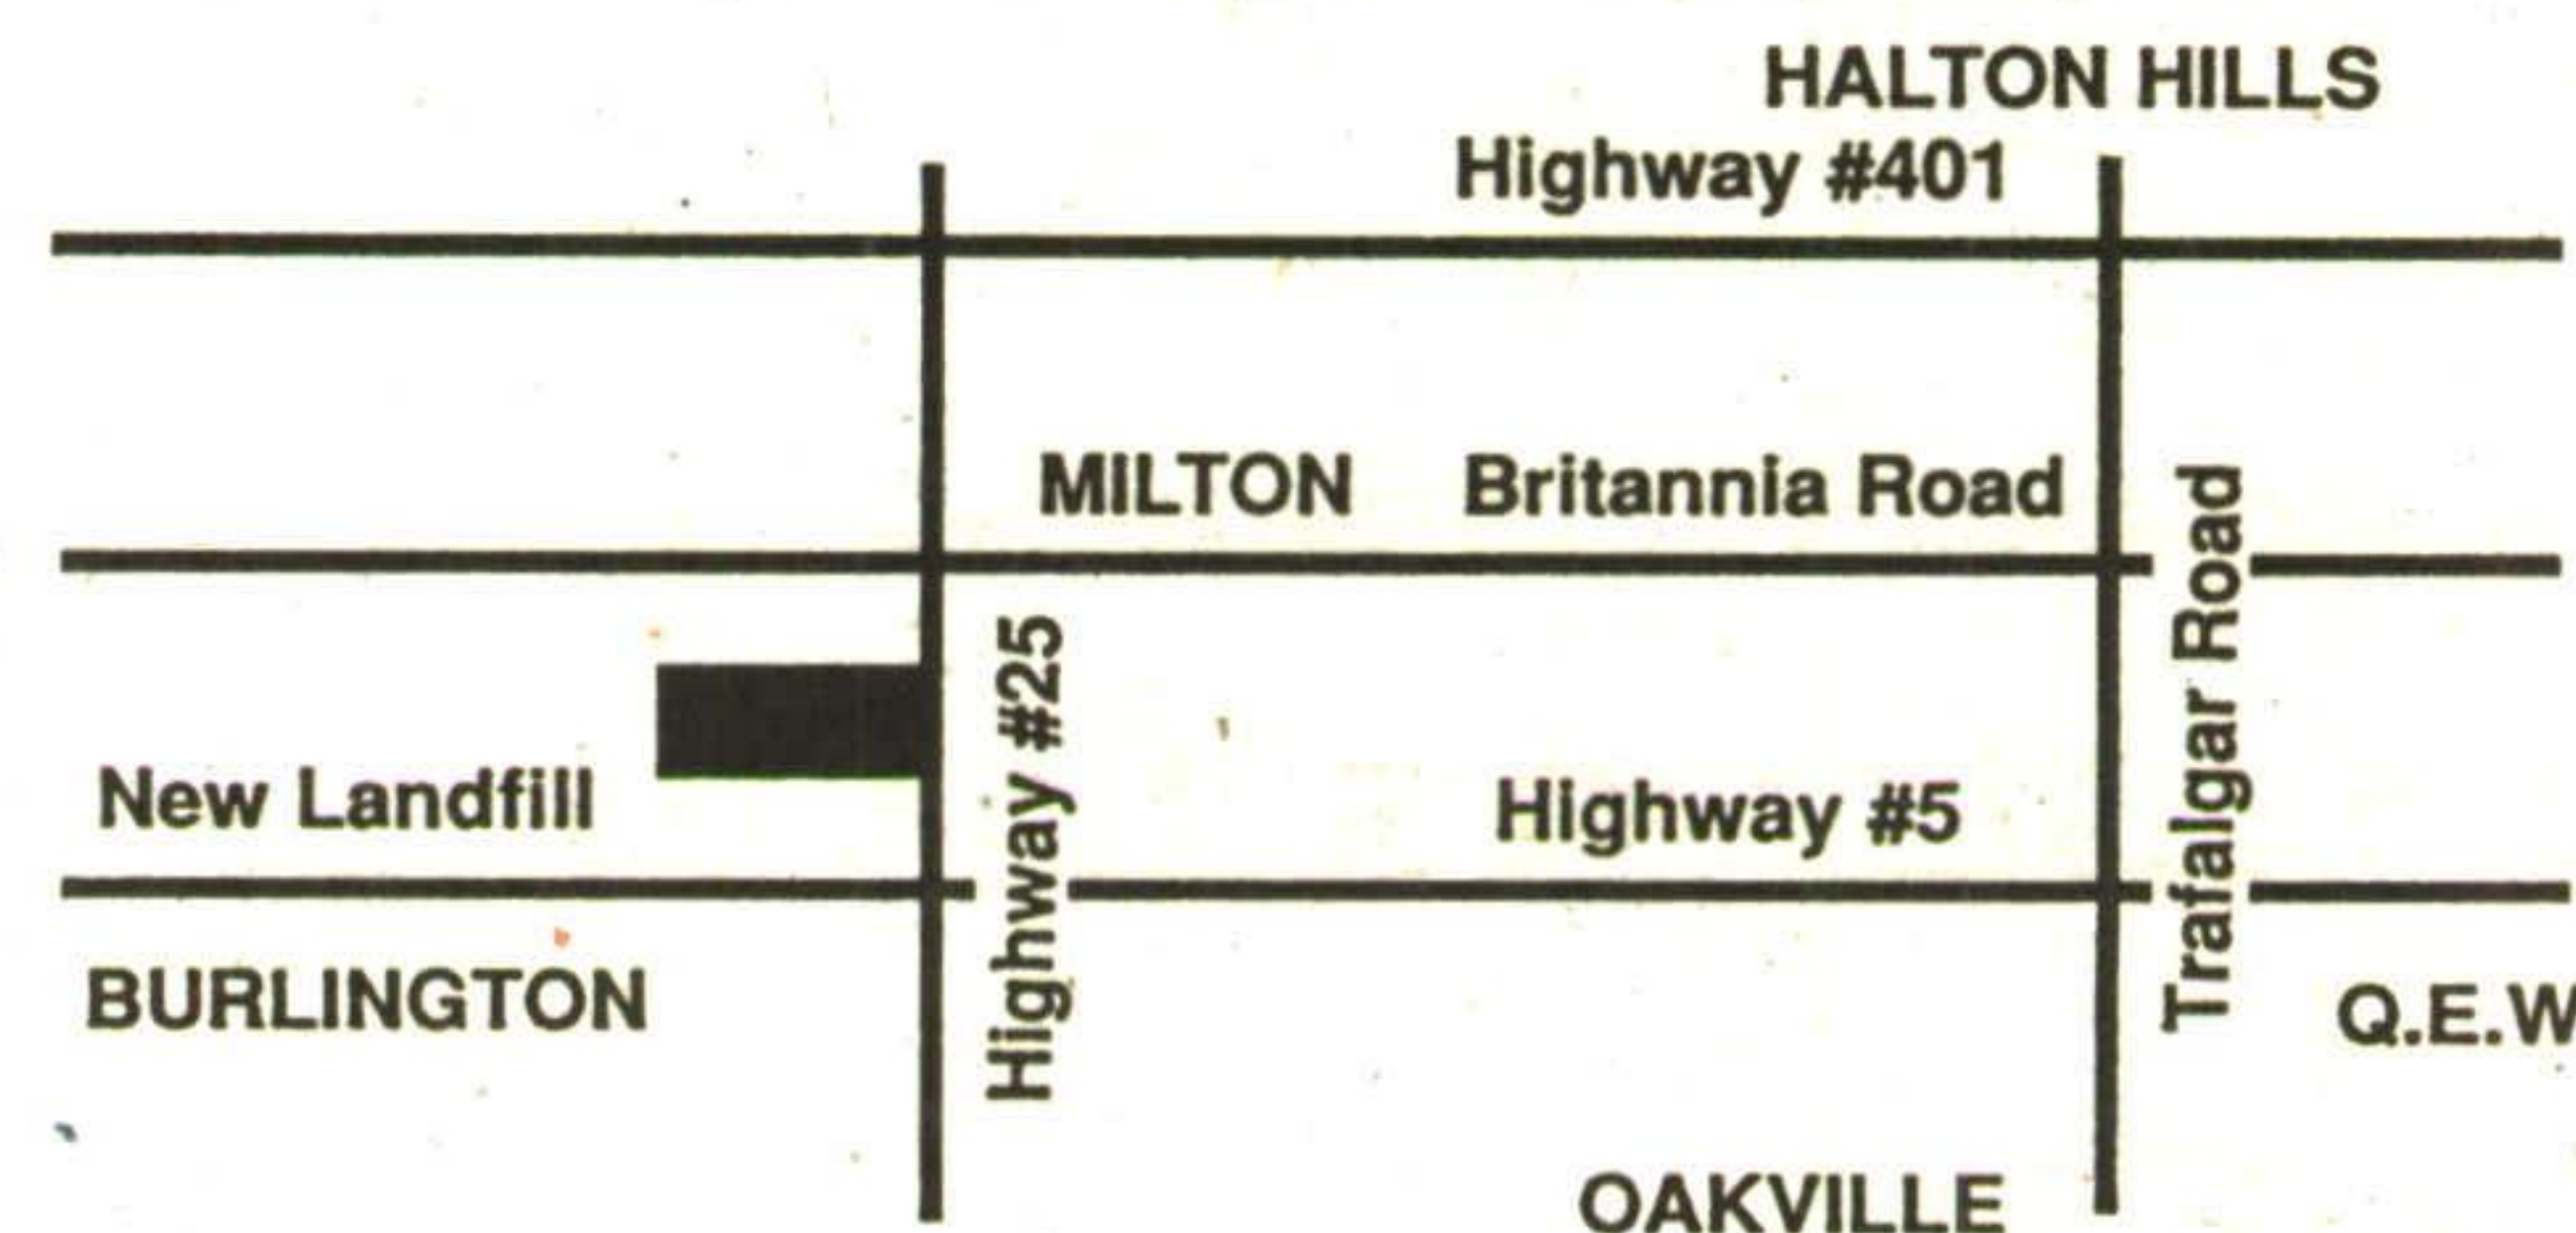 HALTON HILLS
Highway #401
MILTON
Britannia Road
Highway #25
Trafalgar Road
New Landfill
Highway #5
BURLINGTON
Q.E.W
OAKVILLE